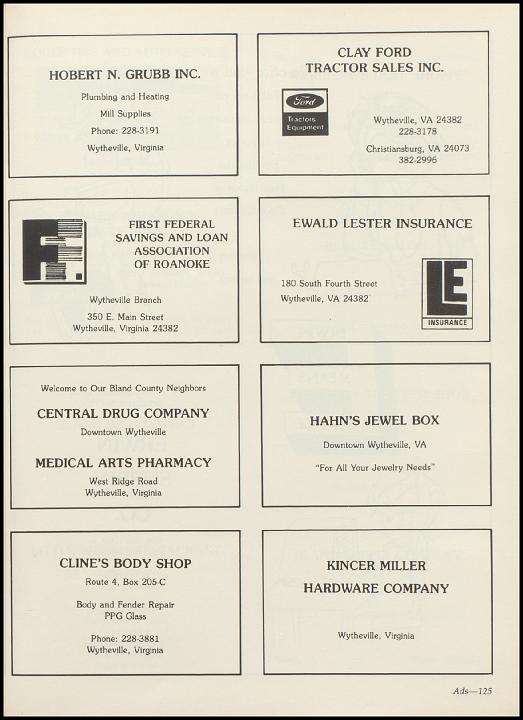 HOBERT N. GRUBB INC.
Plumbing and Heating
Mill Supplies
Phone: 228-3191
Wytheville, Virginia
CLAY FORD
TRACTOR SALES INC.
Ford
Tractors
Equipment
Wytheville, VA 24382
228-3178
Christiansburg, VA 24073
382-2996
FIRST FEDERAL
SAVINGS AND LOAN
ASSOCIATION
OF ROANOKE
Wytheville Branch
350 E. Main Street
Wytheville, Virginia 24382
EWALD LESTER INSURANCE
180 South Fourth Street
Wytheville, VA 24382
LE
INSURANCE
Welcome to Our Bland County Neighbors
CENTRAL DRUG COMPANY
Downtown Wytheville
MEDICAL ARTS PHARMACY
West Ridge Road
Wytheville, Virginia
HAHN'S JEWEL BOX
Downtown Wytheville, VA
"For All Your Jewelry Needs"
CLINE'S BODY SHOP
Route 4, Box 205-C
Body and Fender Repair
PPG Glass
Phone: 228-3881
Wytheville, Virginia
KINCER MILLER
HARDWARE COMPANY
Wytheville, Virginia
Ads—125